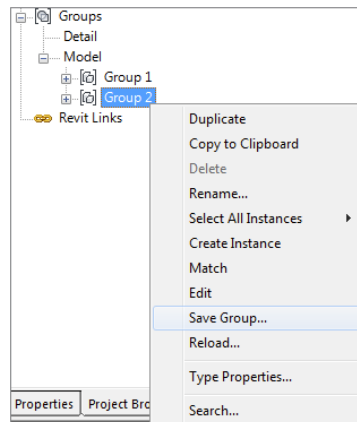 Groups
Detail
Model
Group 1
Group 2
Revit Links
Duplicate
Copy to Clipboard
Delete
Rename...
Select All Instances
Create Instance
Match
Edit
Save Group...
Reload...
Type Properties...
Search...
Properties
Project Bro